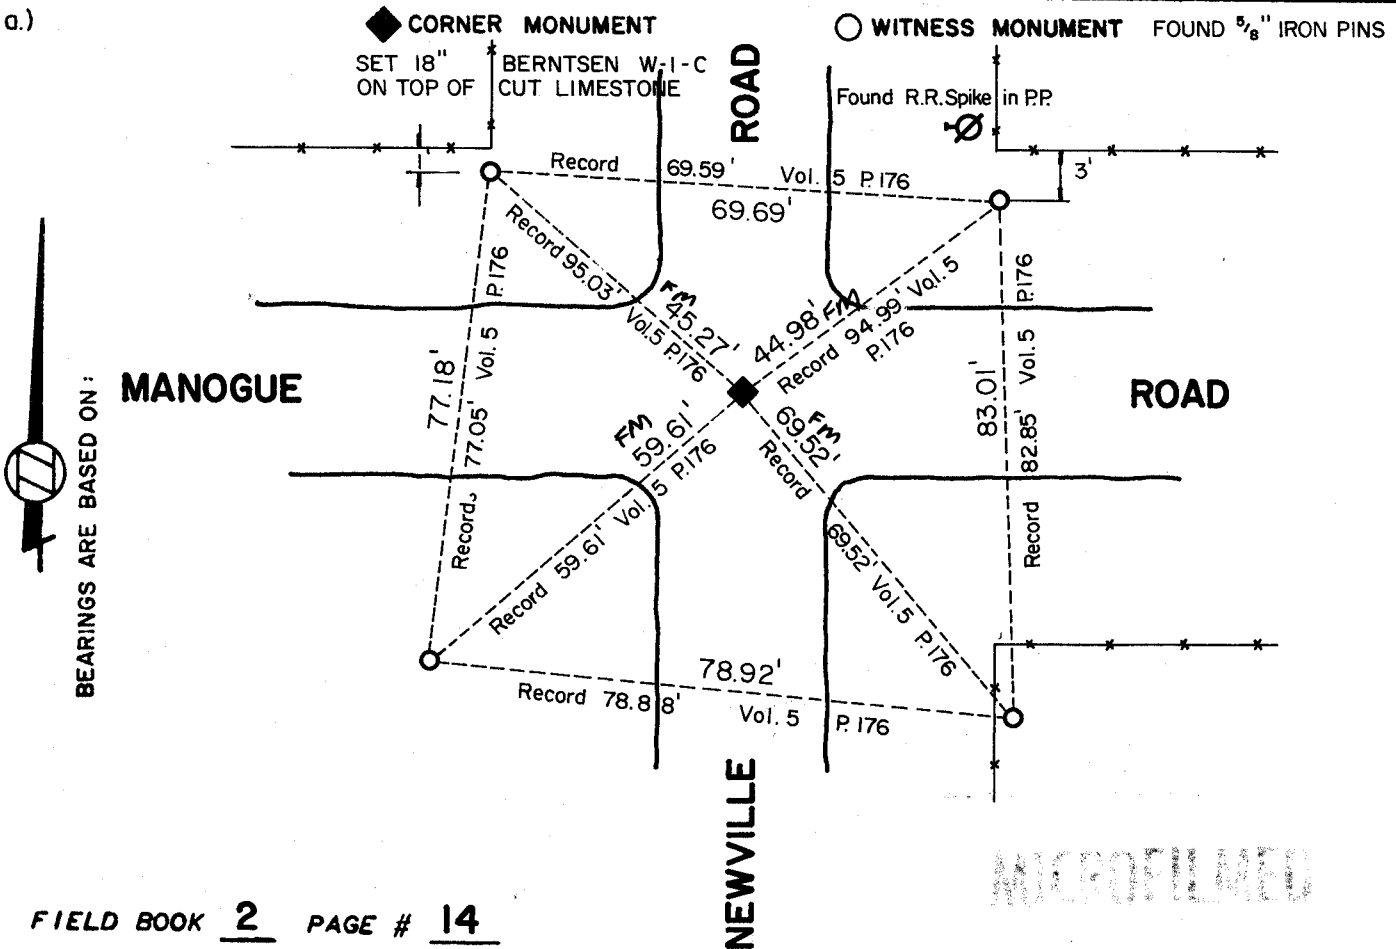 a.)
CORNER MONUMENT
WITNESS MONUMENT FOUND 5/8" IRON PINS
SET 18" BERNTSEN W-1-C
ON TOP OF CUT LIMESTONE
ROAD
Found R.R. Spike in P.P.
Record 69.59' Vol. 5 P. 176
69.69'
3'
Record 95.03' Vol. 5 P. 176
FM 45.27'
44.98' FM
Record 94.99' Vol. 5 P. 176
77.18'
Record 77.05' Vol. 5 P. 176
83.01'
Record 82.85' Vol. 5 P. 176
MANOGUE
ROAD
FM 59.61'
Record 59.61' Vol. 5 P. 176
FM 69.52'
Record 69.52' Vol. 5 P. 176
78.92'
Record 78.88' Vol. 5 P. 176
BEARINGS ARE BASED ON:
NEWVILLE
MICROFILMED
FIELD BOOK 2 PAGE # 14